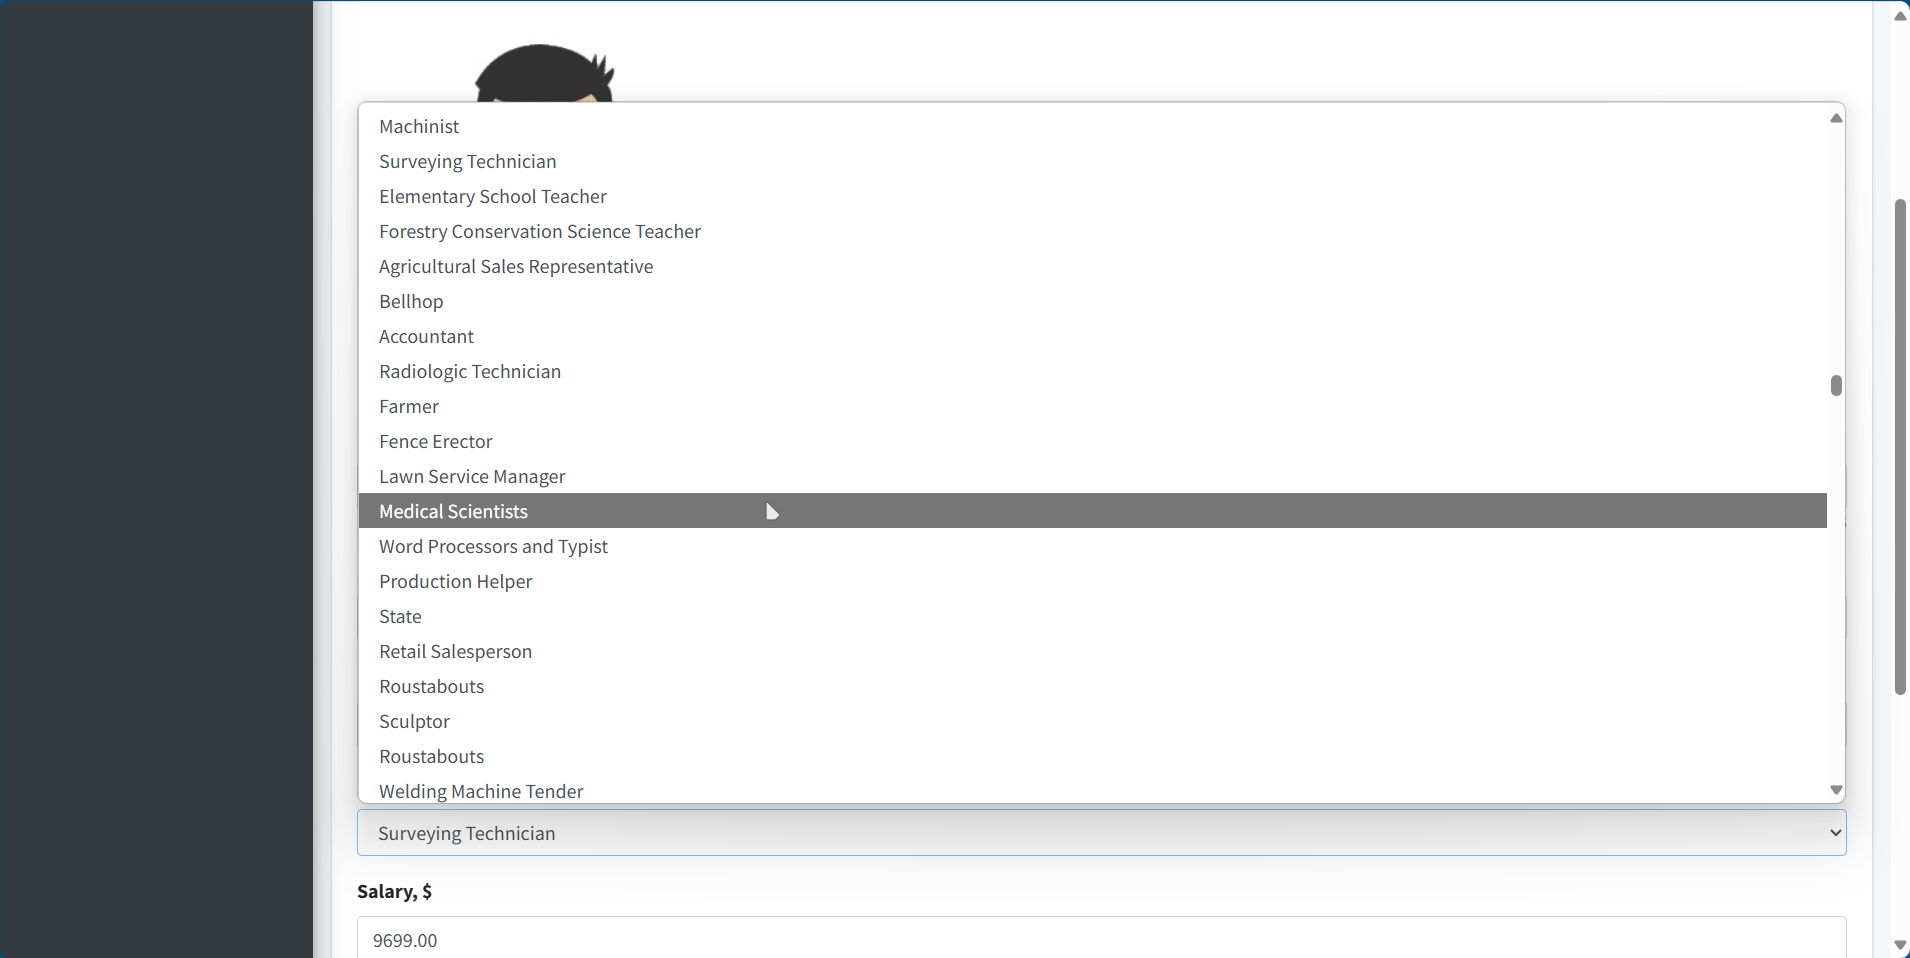 Machinist
Surveying Technician
Elementary School Teacher
Forestry Conservation Science Teacher
Agricultural Sales Representative
Bellhop
Accountant
Radiologic Technician
Farmer
Fence Erector
Lawn Service Manager
Medical Scientists
Word Processors and Typist
Production Helper
State
Retail Salesperson
Roustabouts
Sculptor
Roustabouts
Welding Machine Tender
Surveying Technician
Salary, $
9699.00